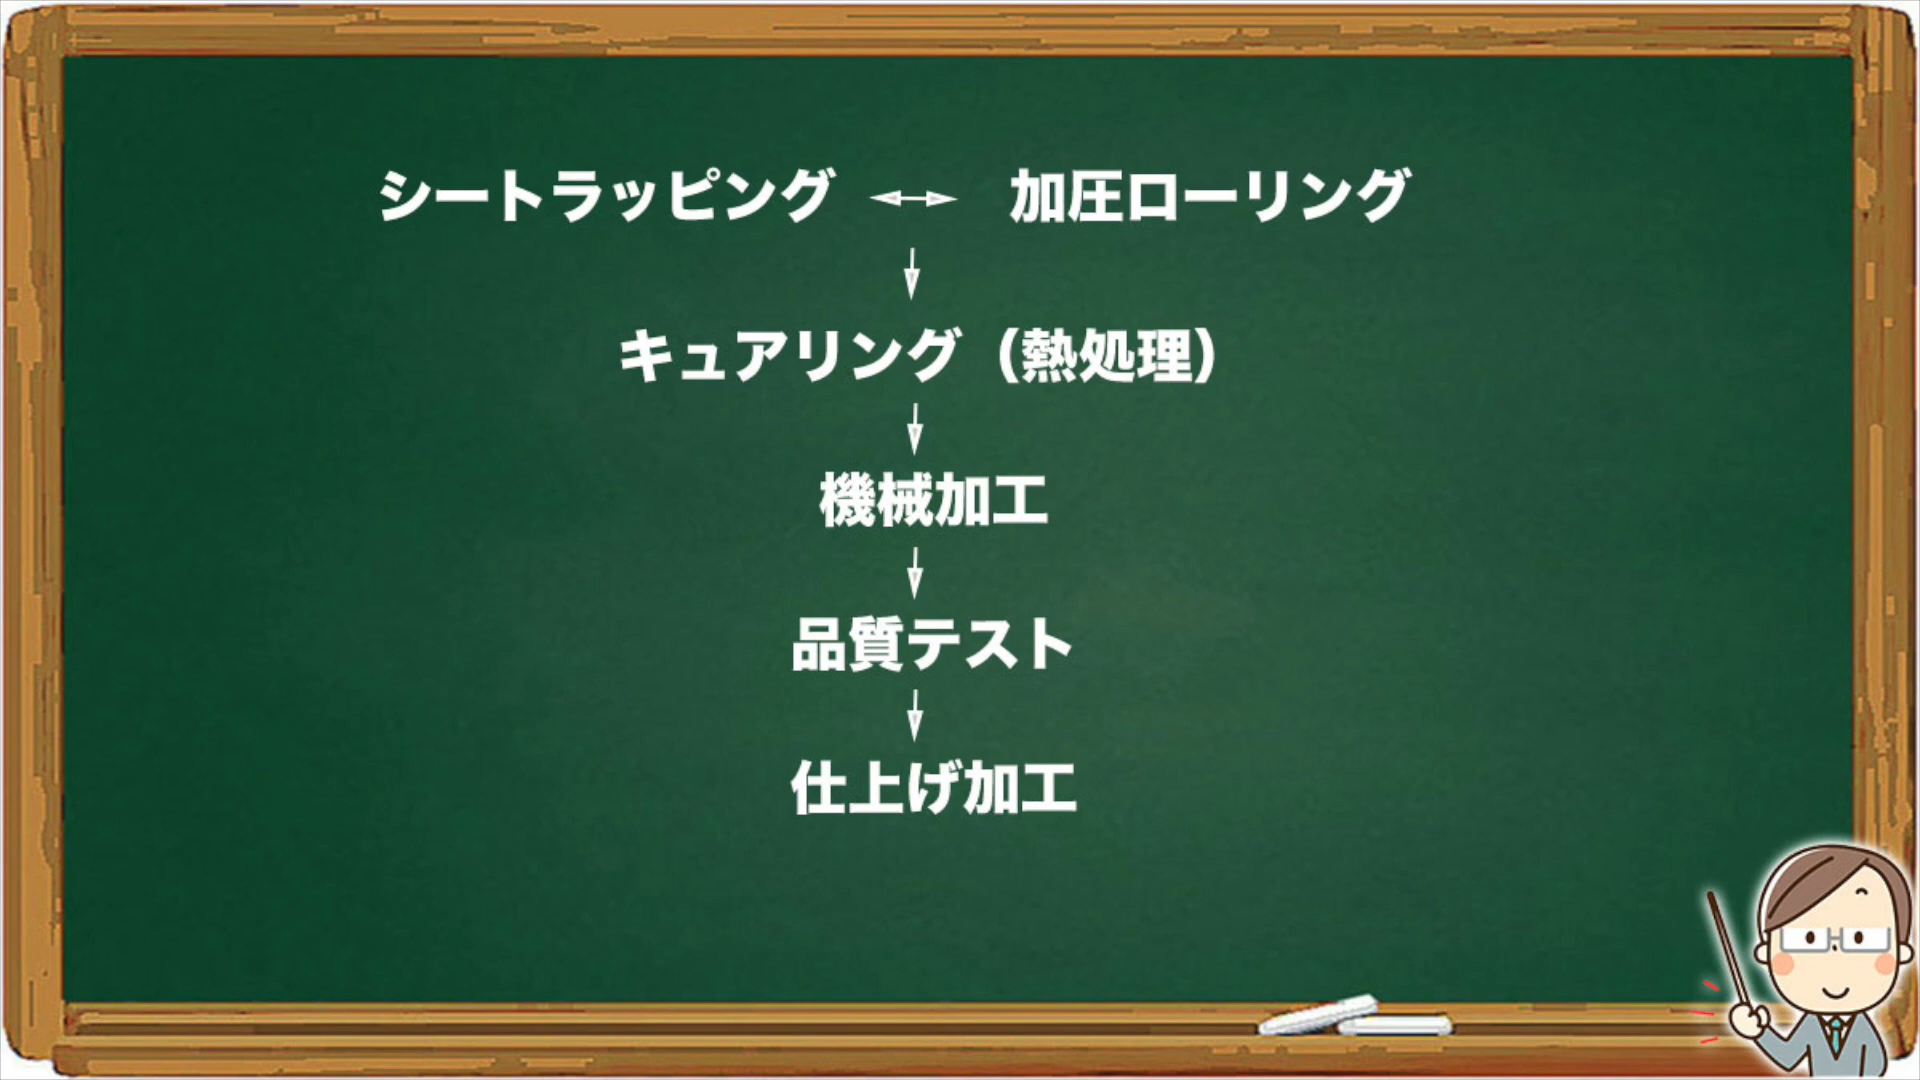 シートラッピング ↔ 加圧ローリング
↓
キュアリング（熱処理）
↓
機械加工
↓
品質テスト
↓
仕上げ加工